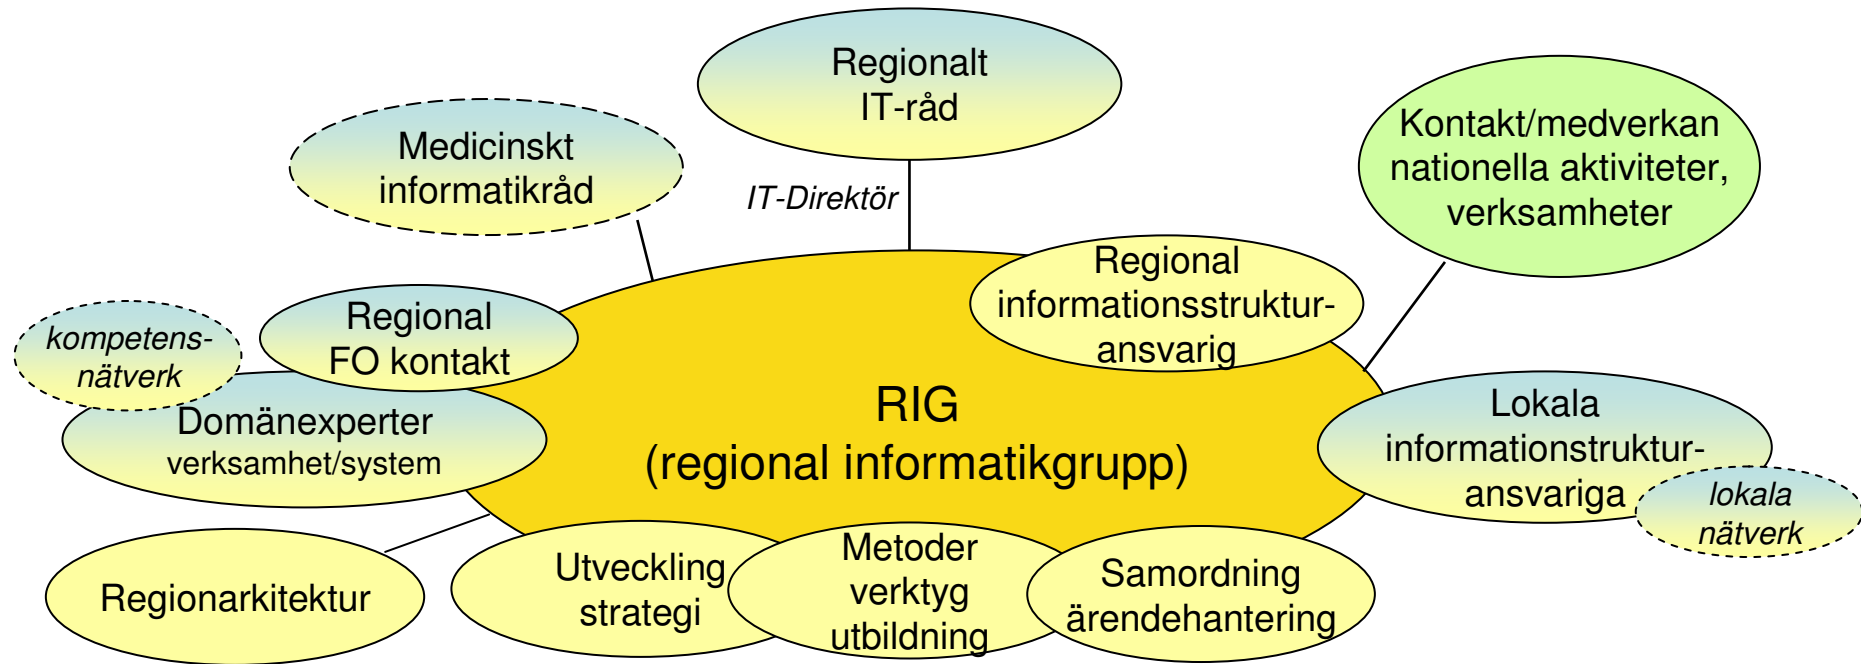 Regionalt
IT-råd
Medicinskt
informatikråd
IT-Direktör
Kontakt/medverkan
nationella aktiviteter,
verksamheter
Regional
informationsstruktur-
ansvarig
kompetens-
nätverk
Regional
FO kontakt
Domänexperter
verksamhet/system
RIG
(regional informatikgrupp)
Lokala
informationstruktur-
ansvariga
lokala
nätverk
Regionarkitektur
Utveckling
strategi
Metoder
verktyg
utbildning
Samordning
ärendehantering